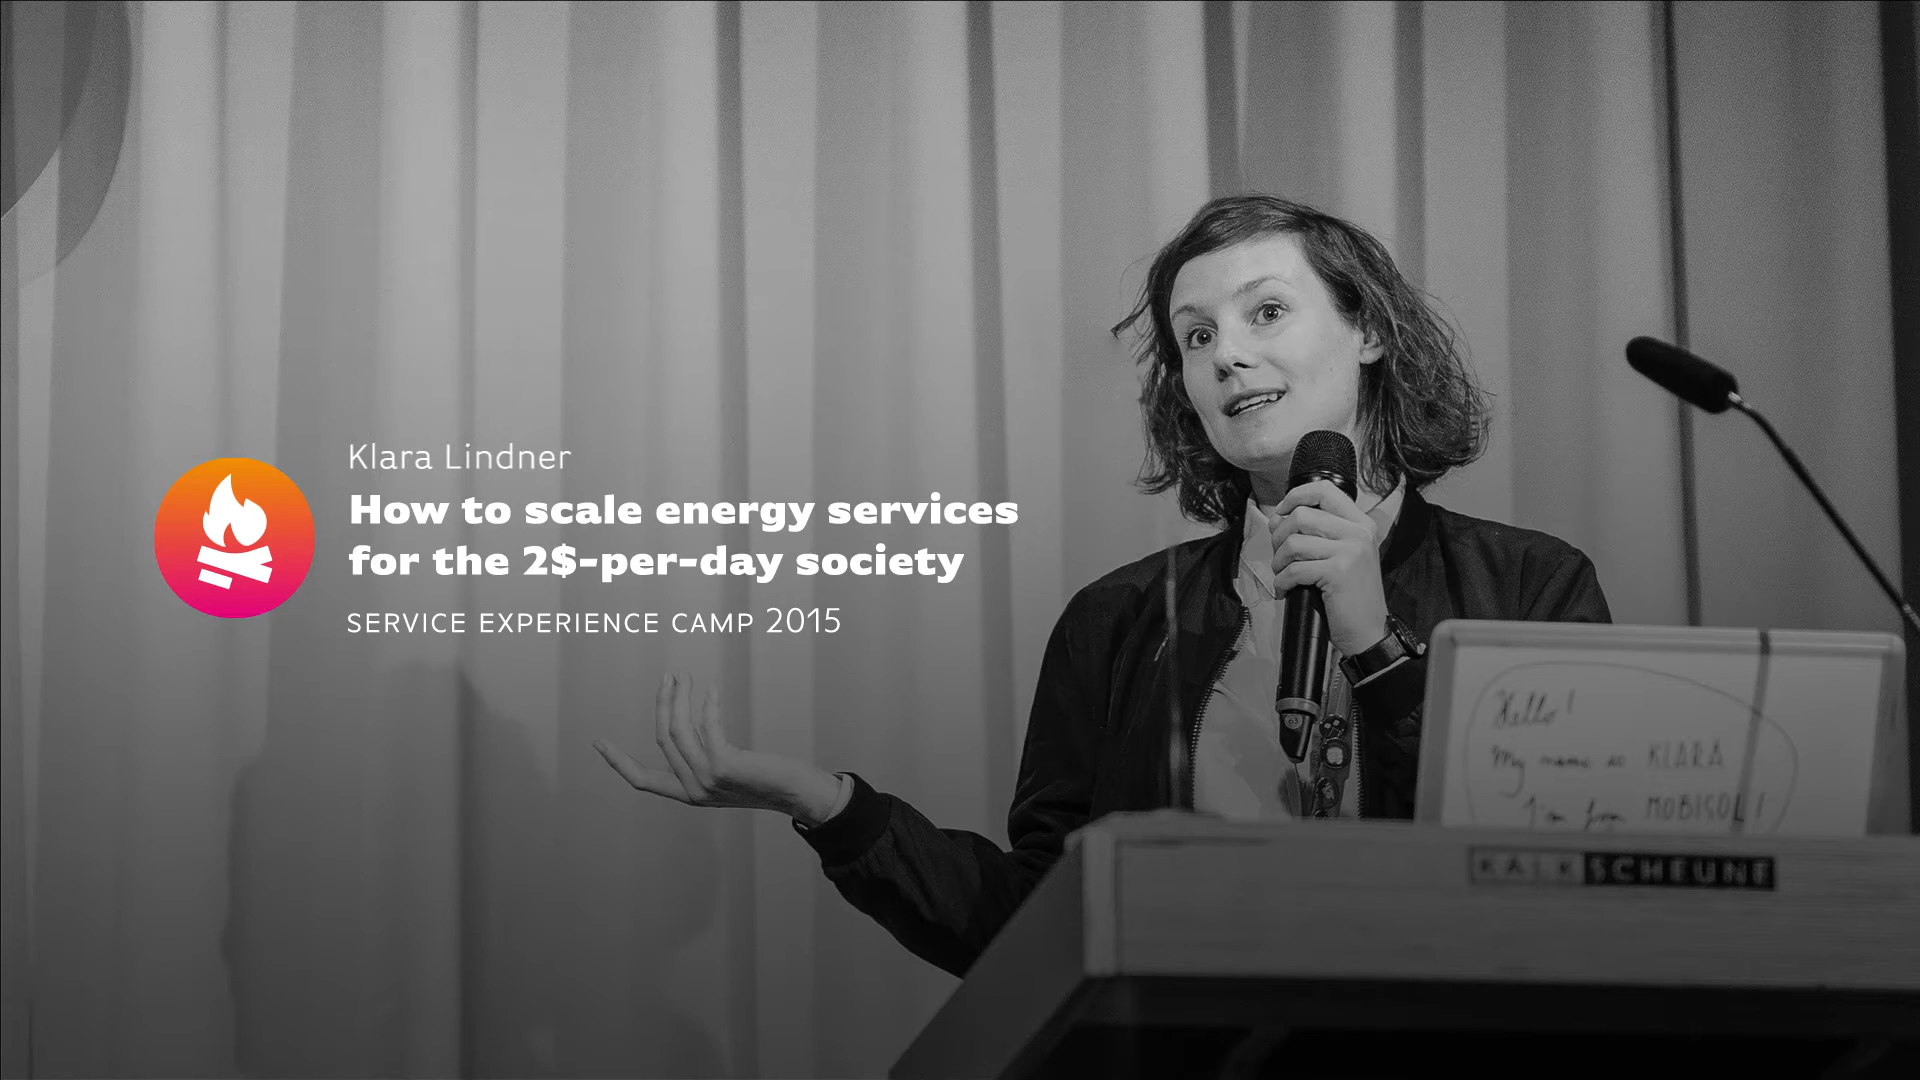 Klara Lindner
How to scale energy services
for the 2$-per-day society
SERVICE EXPERIENCE CAMP 2015
Hello!
My name is KLARA
I'm from MOBISOL!
KALKSCHEUNE